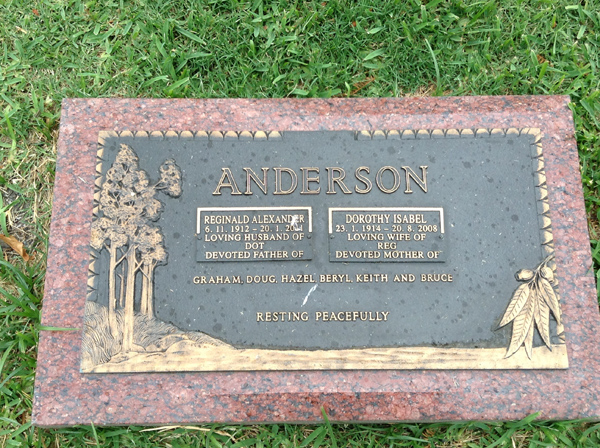 ANDERSON
REGINALD ALEXANDER
6. 11. 1912 – 20. 1.
LOVING HUSBAND OF
DOT
DEVOTED FATHER OF
DOROTHY ISABEL
23. 1. 1914 – 20. 8. 2008
LOVING WIFE OF
REG
DEVOTED MOTHER OF
GRAHAM, DOUG, HAZEL BERYL, KEITH AND BRUCE
RESTING PEACEFULLY